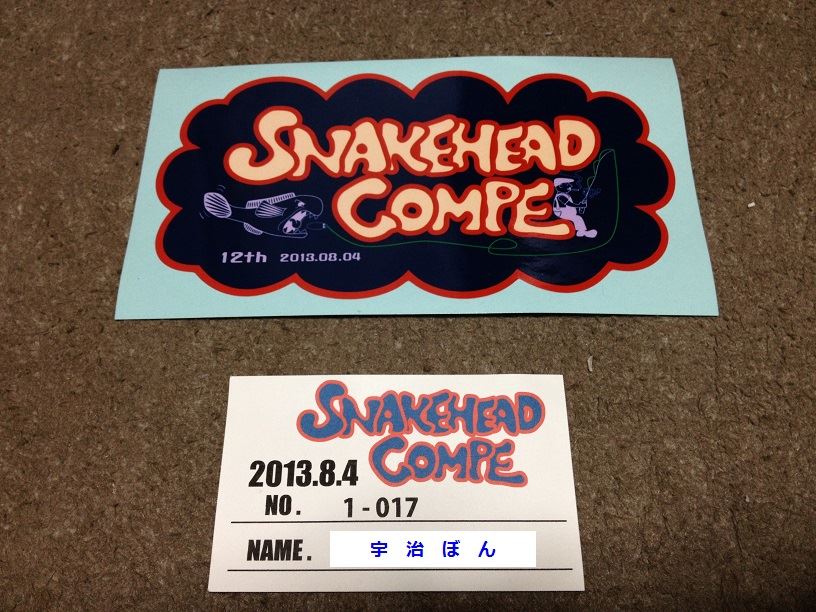 SNAKEHEAD
COMPE
12th 2013.08.04
SNAKEHEAD
COMPE
2013.8.4
NO. 1-017
NAME. 宇治ぼん